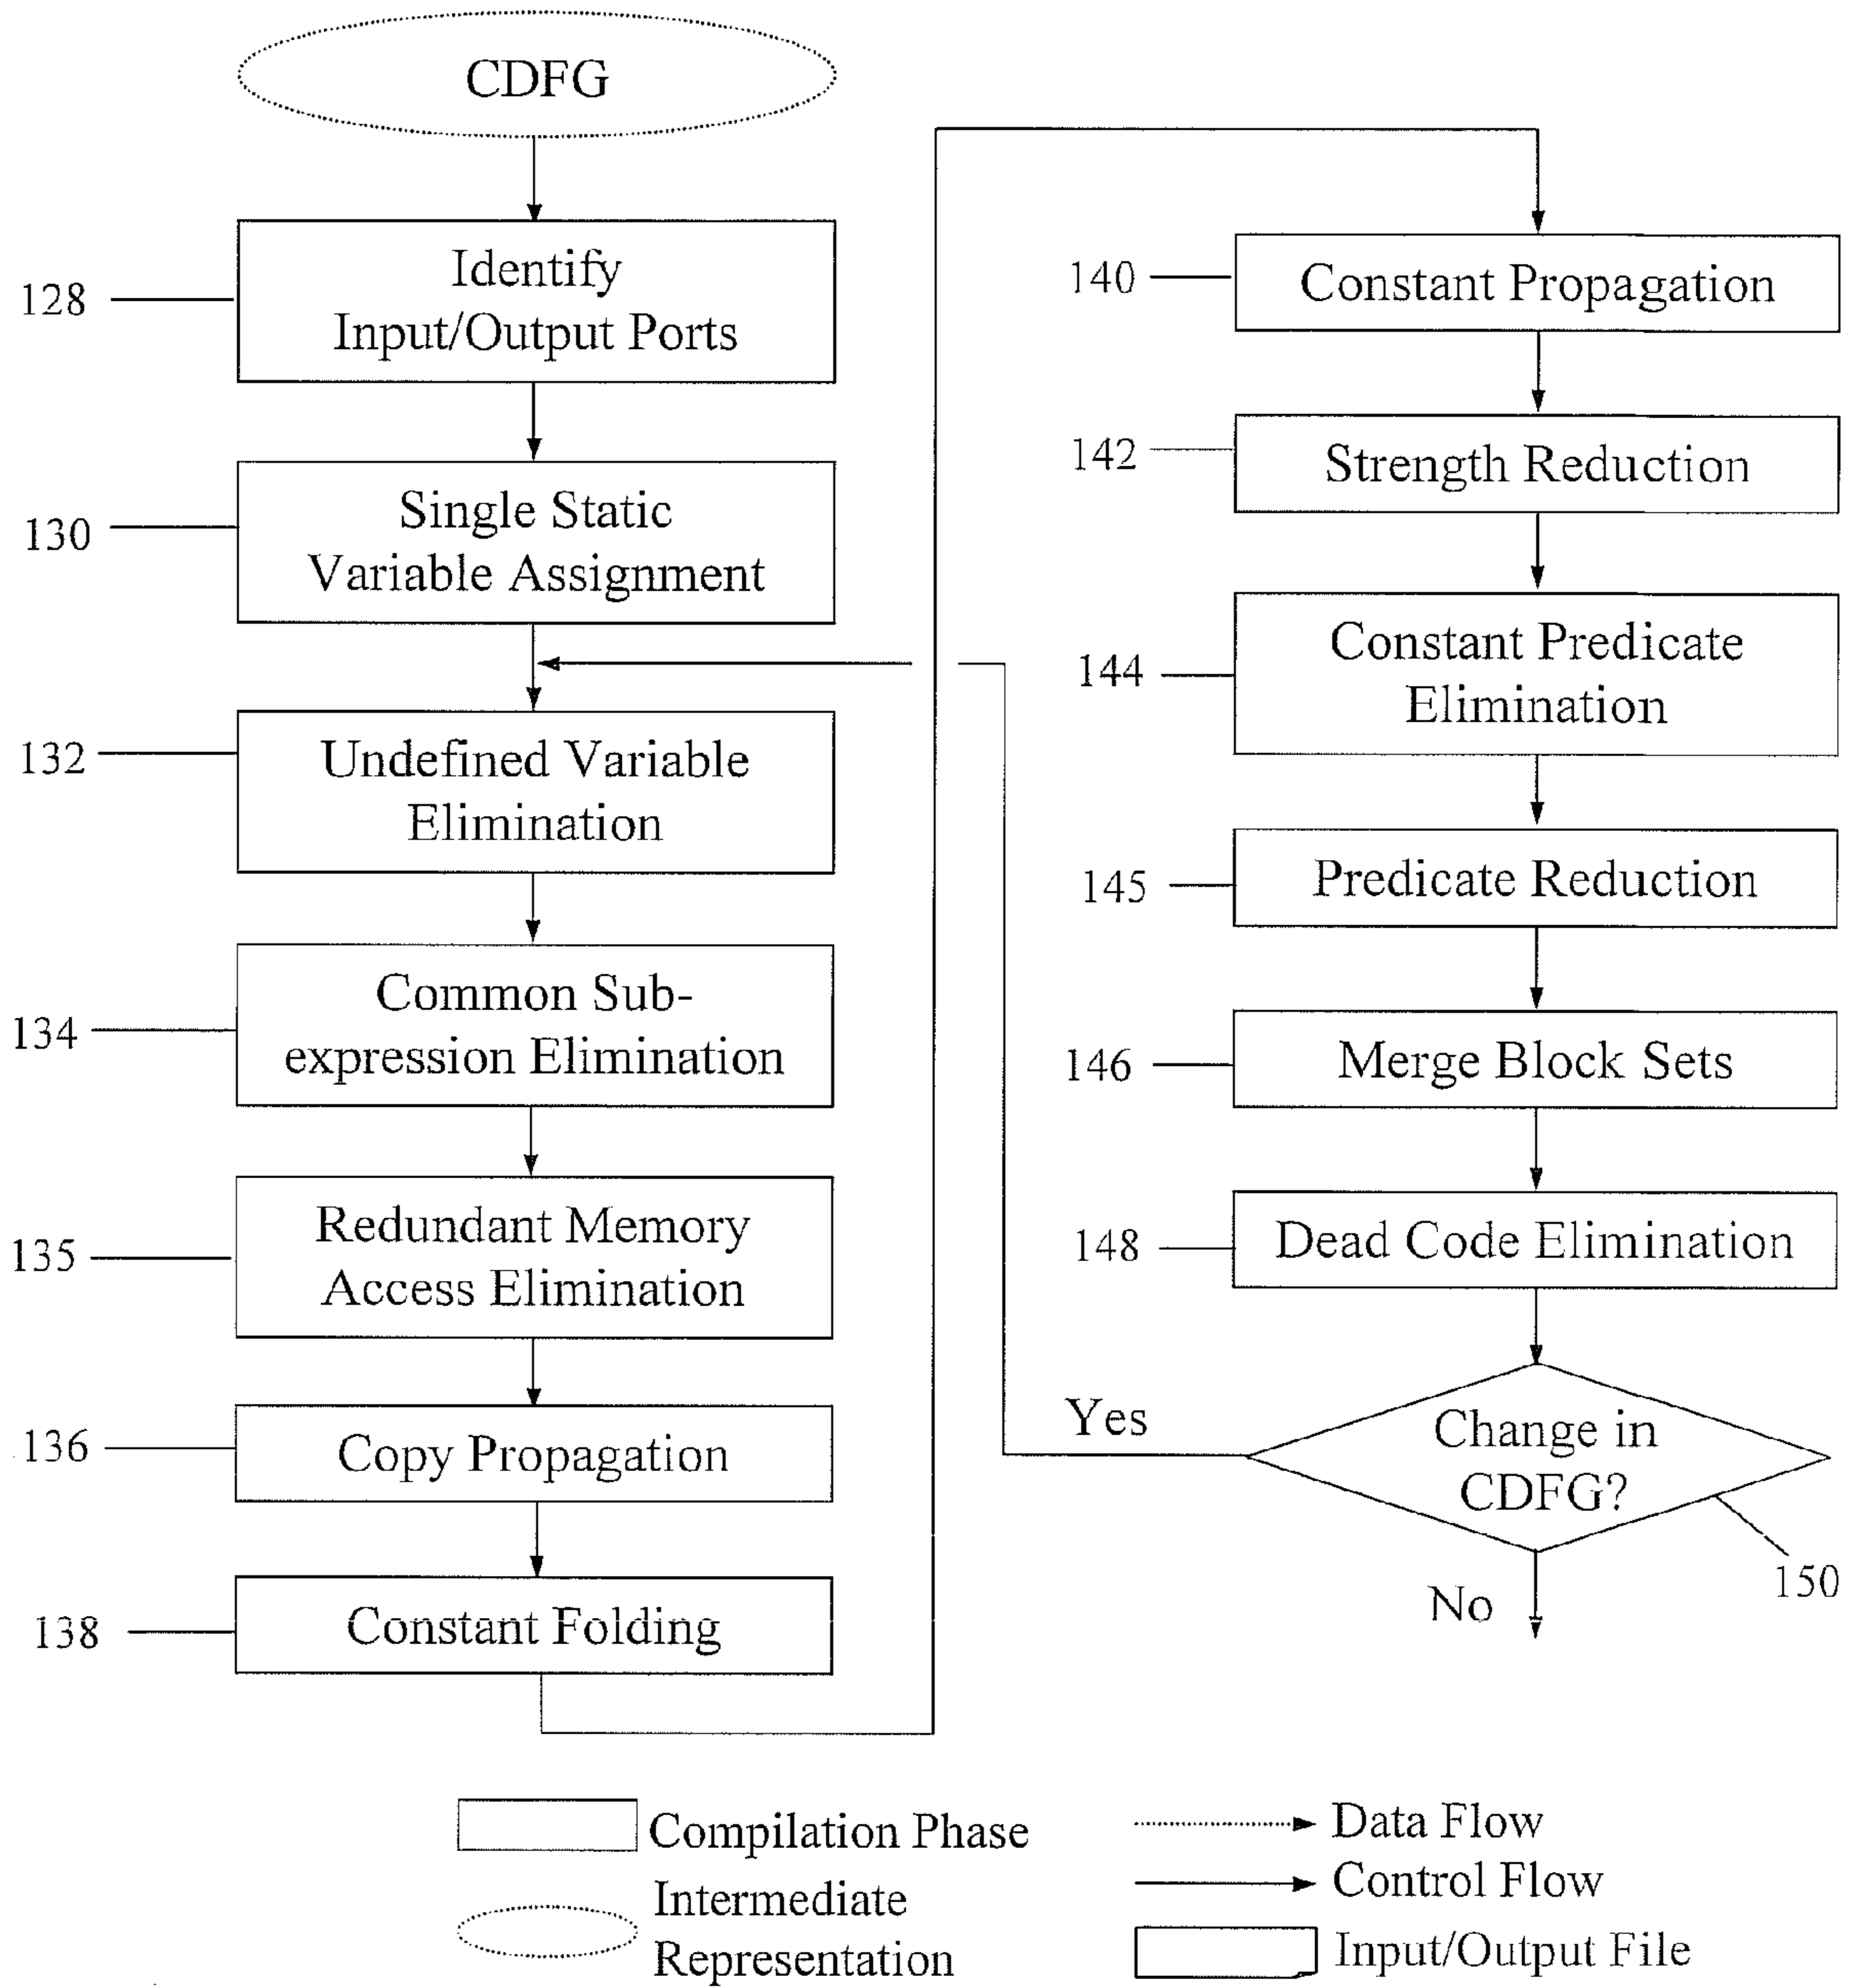 CDFG
128
Identify
Input/Output Ports
130
Single Static
Variable Assignment
132
Undefined Variable
Elimination
134
Common Sub-
expression Elimination
135
Redundant Memory
Access Elimination
136
Copy Propagation
138
Constant Folding
140
Constant Propagation
142
Strength Reduction
144
Constant Predicate
Elimination
145
Predicate Reduction
146
Merge Block Sets
148
Dead Code Elimination
Yes
Change in
CDFG?
150
No
Compilation Phase
Intermediate
Representation
Data Flow
Control Flow
Input/Output File